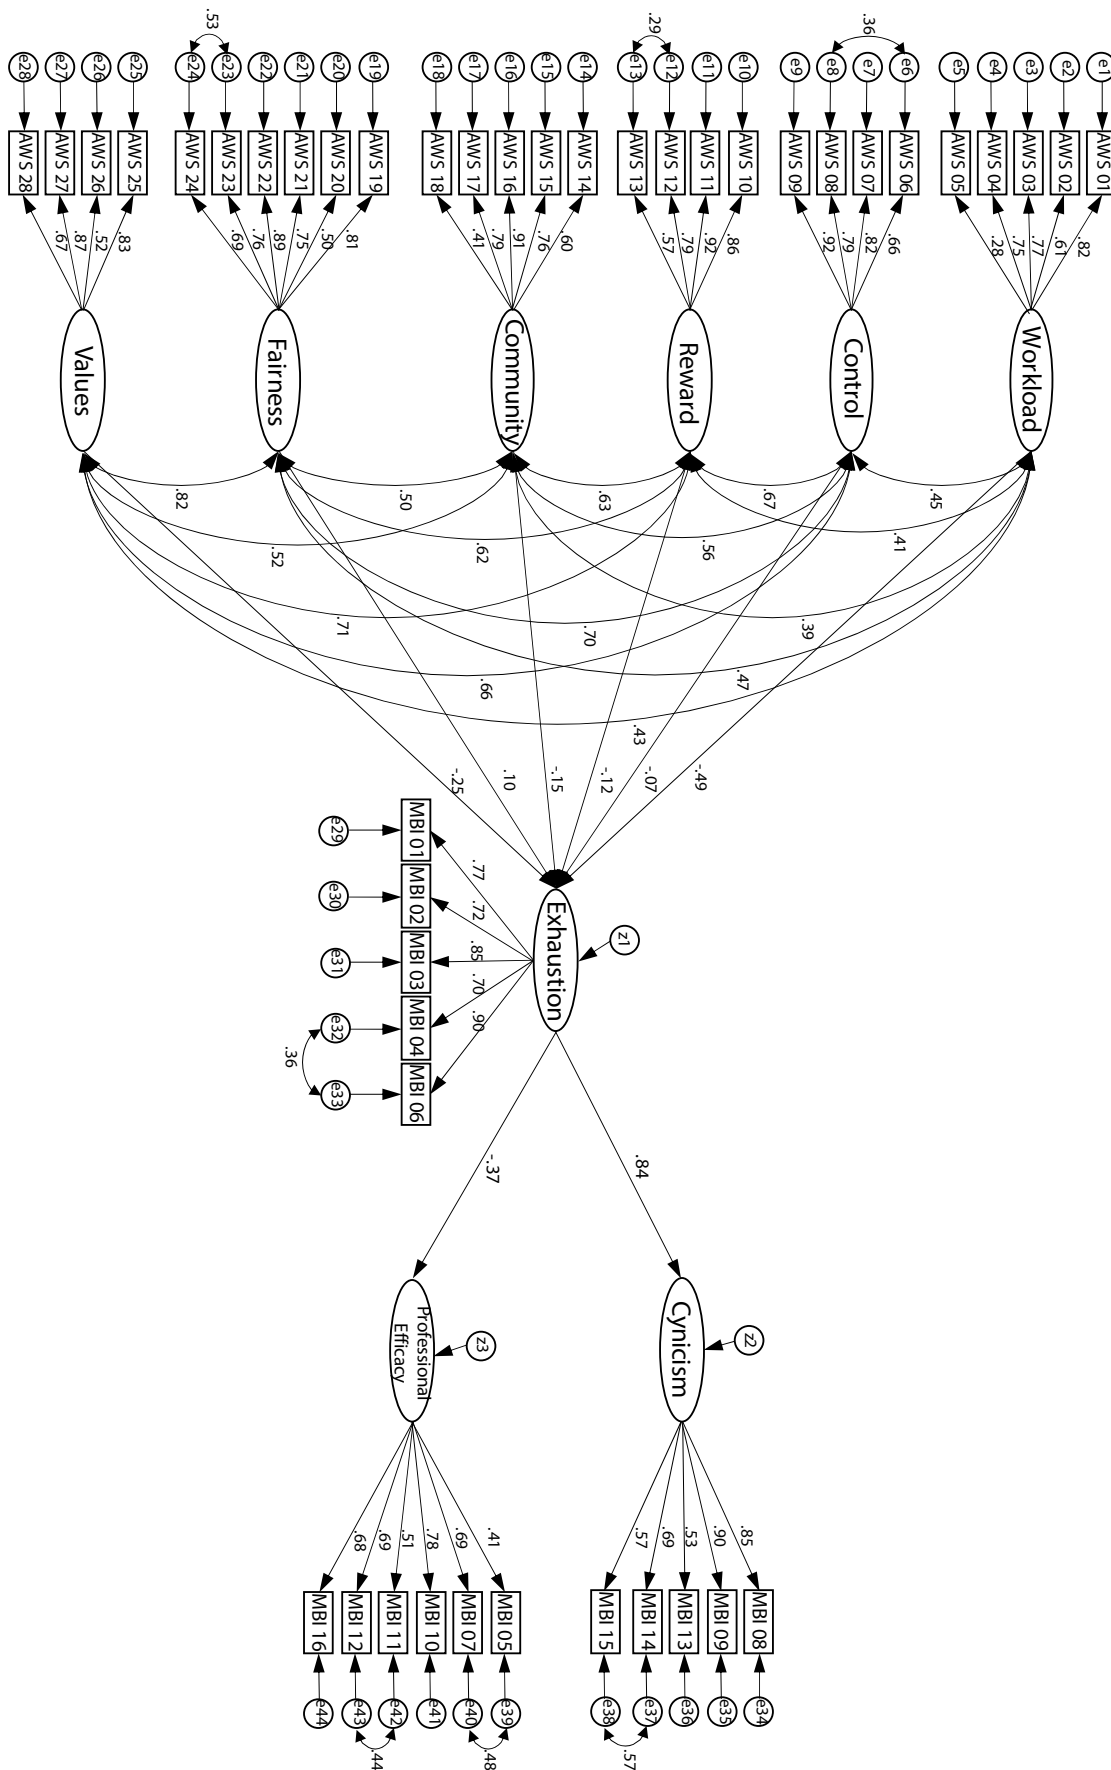 e1
e2
e3
e4
e5
e6
e7
e8
e9
e10
e11
e12
e13
e14
e15
e16
e17
e18
e19
e20
e21
e22
e23
e24
e25
e26
e27
e28
.36
.29
.53
AWS 01
AWS 02
AWS 03
AWS 04
AWS 05
AWS 06
AWS 07
AWS 08
AWS 09
AWS 10
AWS 11
AWS 12
AWS 13
AWS 14
AWS 15
AWS 16
AWS 17
AWS 18
AWS 19
AWS 20
AWS 21
AWS 22
AWS 23
AWS 24
AWS 25
AWS 26
AWS 27
AWS 28
.82
.61
.77
.75
.28
.66
.82
.79
.92
.86
.92
.79
.57
.60
.76
.91
.79
.41
.81
.50
.75
.89
.76
.69
.83
.52
.87
.67
Workload
Control
Reward
Community
Fairness
Values
.45
.67
.63
.50
.82
.41
.56
.62
.52
.39
.70
.71
.47
.66
.43
-.49
-.07
-.12
-.15
.10
-.25
Exhaustion
z1
MBI 01
MBI 02
MBI 03
MBI 04
MBI 06
.77
.72
.85
.70
.90
e29
e30
e31
e32
e33
.36
.84
-.37
Cynicism
z2
Professional
Efficacy
z3
.85
.90
.53
.69
.57
MBI 08
MBI 09
MBI 13
MBI 14
MBI 15
e34
e35
e36
e37
e38
.57
.41
.69
.78
.51
.69
.68
MBI 05
MBI 07
MBI 10
MBI 11
MBI 12
MBI 16
e39
e40
e41
e42
e43
e44
.48
.44